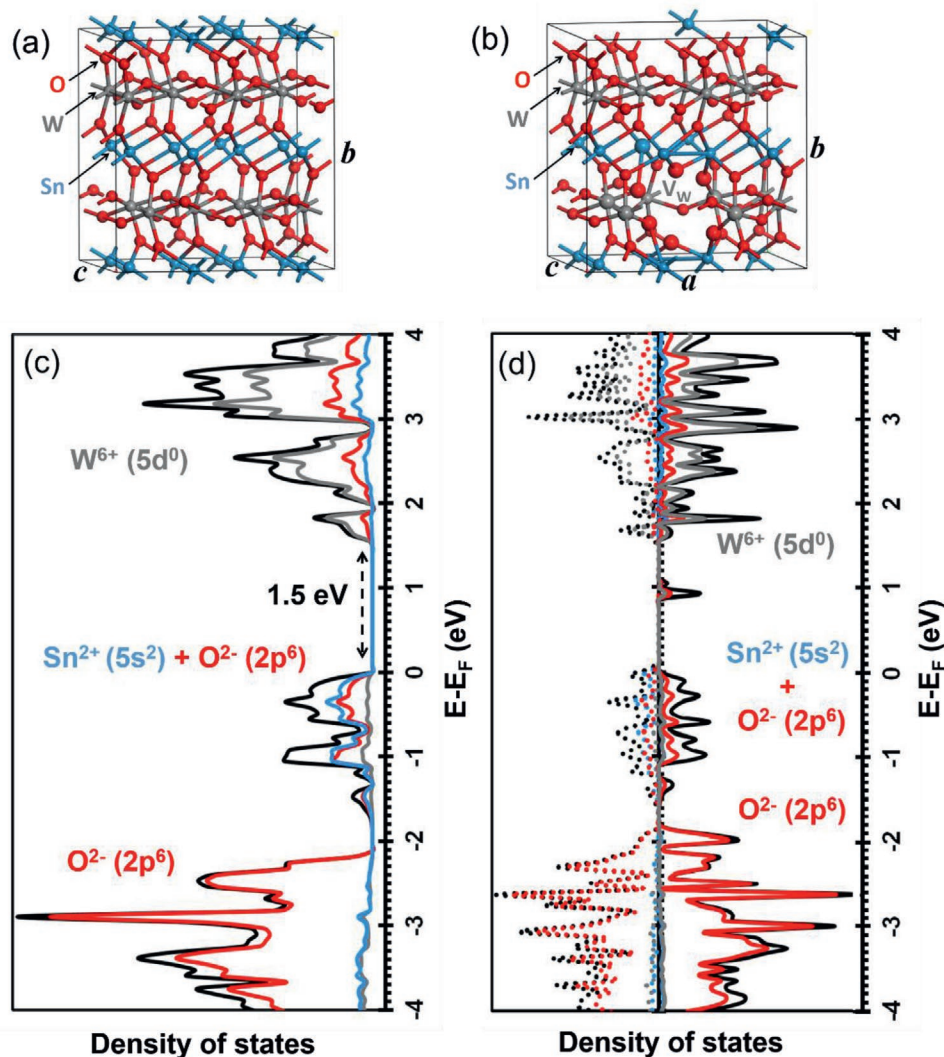 (a)
O
W
Sn
b
c
(b)
O
W
Sn
V_W
b
c
a
(c)
4
3
W⁶⁺ (5d⁰)
2
1.5 eV
1
Sn²⁺ (5s²) + O²⁻ (2p⁶)
0
-1
-2
O²⁻ (2p⁶)
-3
-4
E-E_F (eV)
Density of states
(d)
4
3
2
W⁶⁺ (5d⁰)
1
Sn²⁺ (5s²)
+
O²⁻ (2p⁶)
0
-1
O²⁻ (2p⁶)
-2
-3
-4
E-E_F (eV)
Density of states